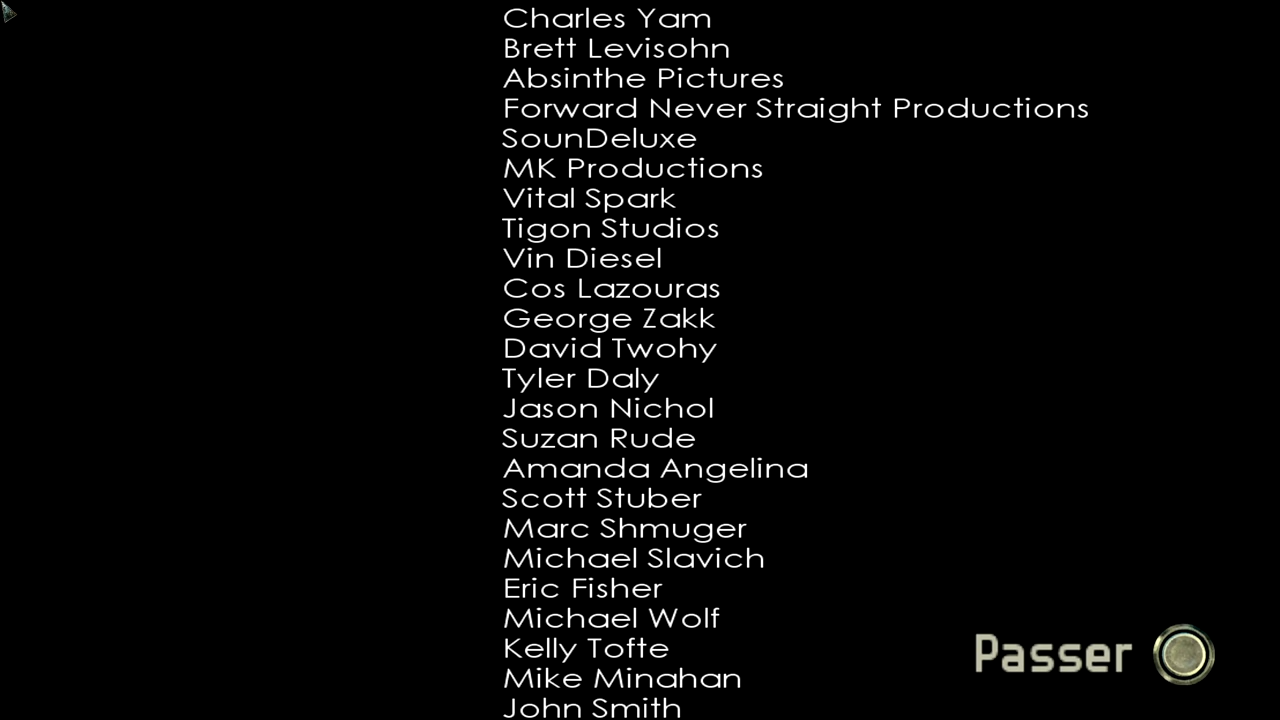 Charles Yam
Brett Levisohn
Absinthe Pictures
Forward Never Straight Productions
SounDeluxe
MK Productions
Vital Spark
Tigon Studios
Vin Diesel
Cos Lazouras
George Zakk
David Twohy
Tyler Daly
Jason Nichol
Suzan Rude
Amanda Angelina
Scott Stuber
Marc Shmuger
Michael Slavich
Eric Fisher
Michael Wolf
Kelly Tofte
Passer
Mike Minahan
John Smith